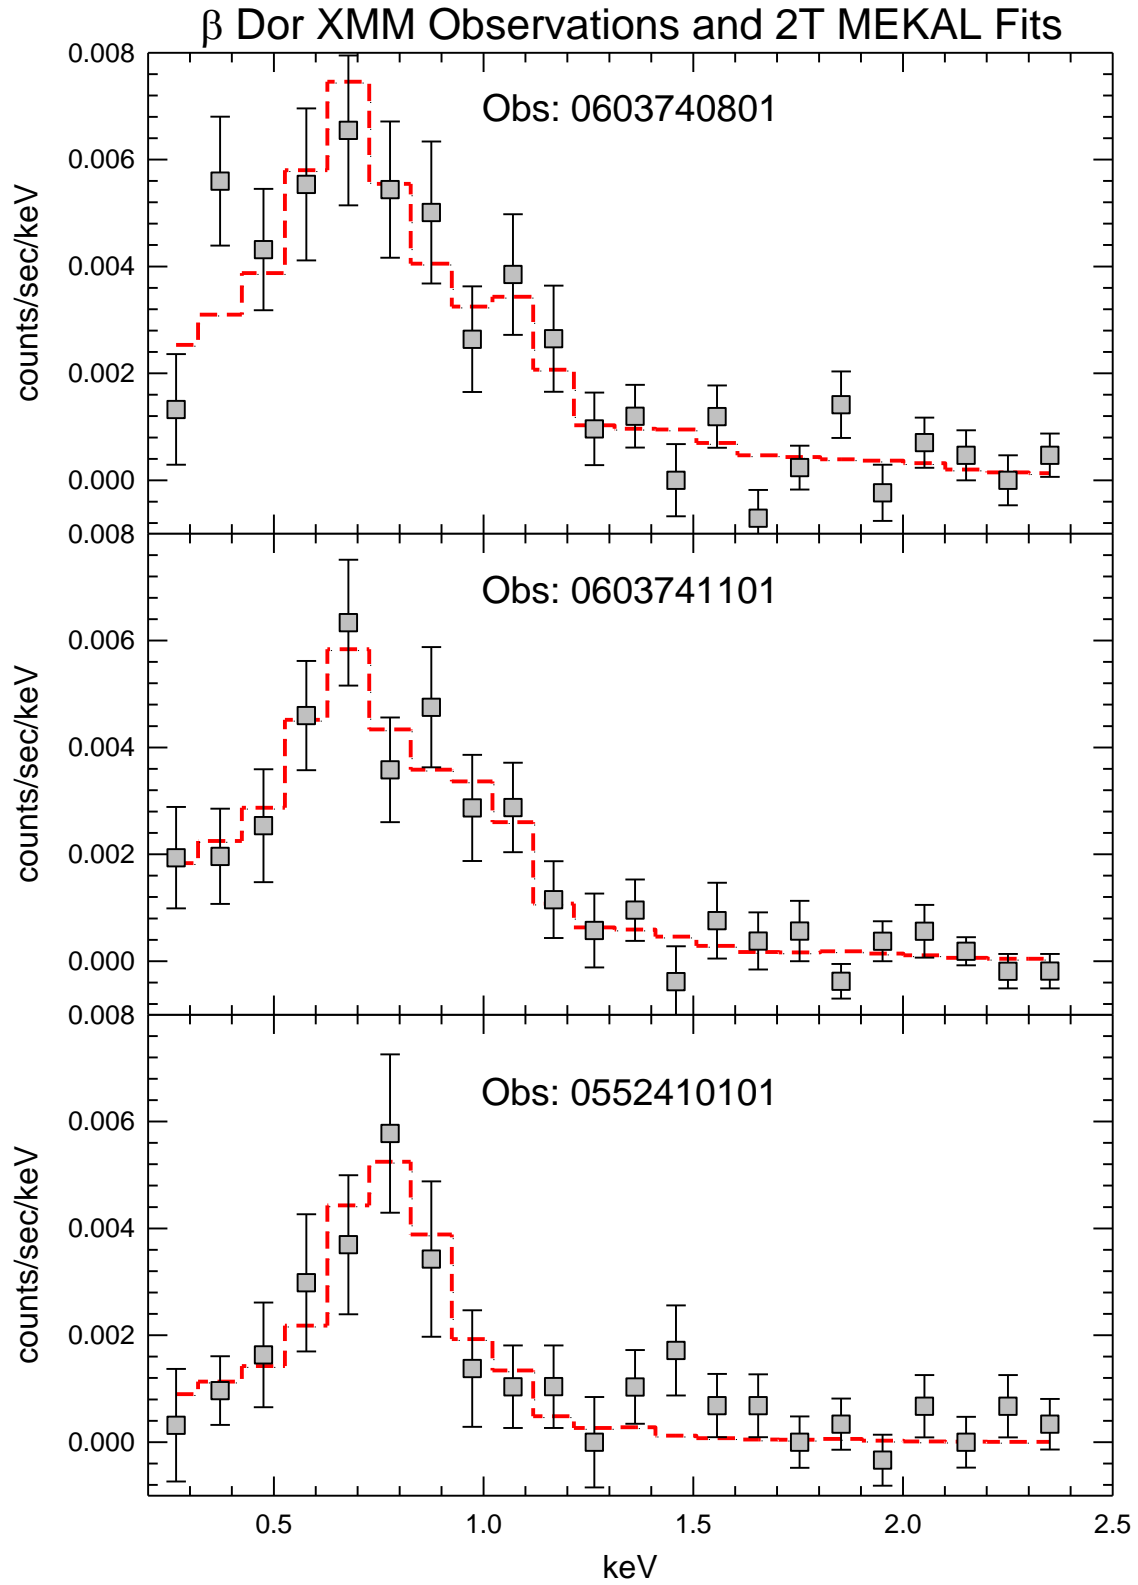 β Dor XMM Observations and 2T MEKAL Fits
0.008
Obs: 0603740801
0.006
counts/sec/keV
0.004
0.002
0.000
0.008
Obs: 0603741101
0.006
counts/sec/keV
0.004
0.002
0.000
0.008
Obs: 0552410101
0.006
counts/sec/keV
0.004
0.002
0.000
0.5 1.0 1.5 2.0 2.5
keV